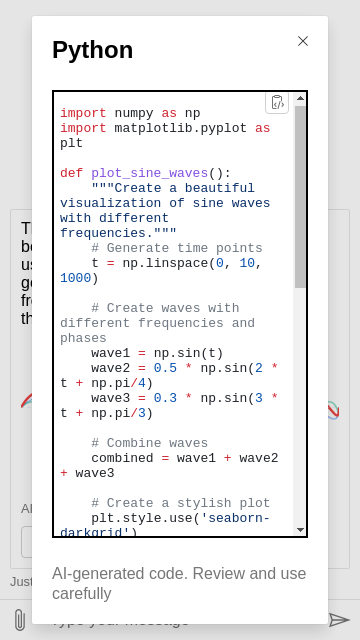 Python
import numpy as np
import matplotlib.pyplot as
plt
def plot_sine_waves():
"""Create a beautiful
visualization of sine waves
with different
frequencies."""
# Generate time points
t = np.linspace(0, 10,
1000)
# Create waves with
different frequencies and
phases
wave1 = np.sin(t)
wave2 = 0.5 * np.sin(2 *
t + np.pi/4)
wave3 = 0.3 * np.sin(3 *
t + np.pi/3)
# Combine waves
combined = wave1 + wave2
+ wave3
# Create a stylish plot
plt.style.use('seaborn-
darkgrid')
AI-generated code. Review and use
carefully
Just